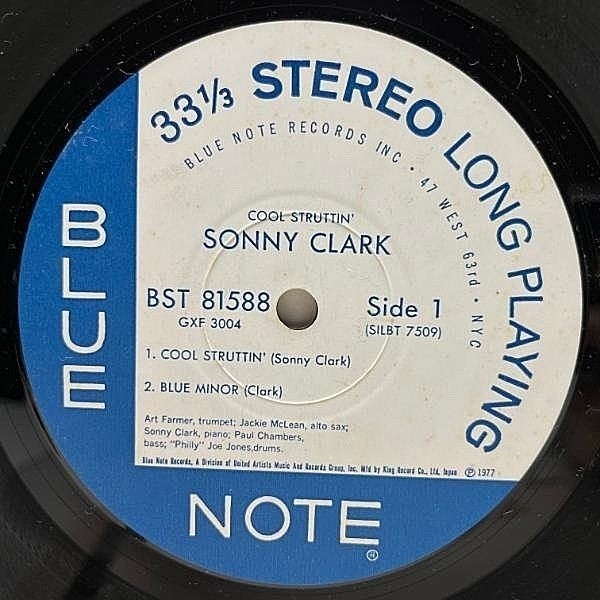 33 1/3 STEREO LONG PLAYING
BLUE NOTE RECORDS INC • 47 WEST 63rd • NYC
COOL STRUTTIN'
SONNY CLARK
BST 81588
GXF 3004
Side 1
(SILBT 7509)
1. COOL STRUTTIN' (Sonny Clark)
2. BLUE MINOR (Clark)
Art Farmer, trumpet; Jackie McLean, alto sax;
Sonny Clark, piano; Paul Chambers,
bass; "Philly" Joe Jones,drums.
Blue Note Records, A Division of United Artists Music And Records Group, Inc. Mfd by King Record Co., Ltd, Japan ℗ 1977
BLUE
NOTE ®